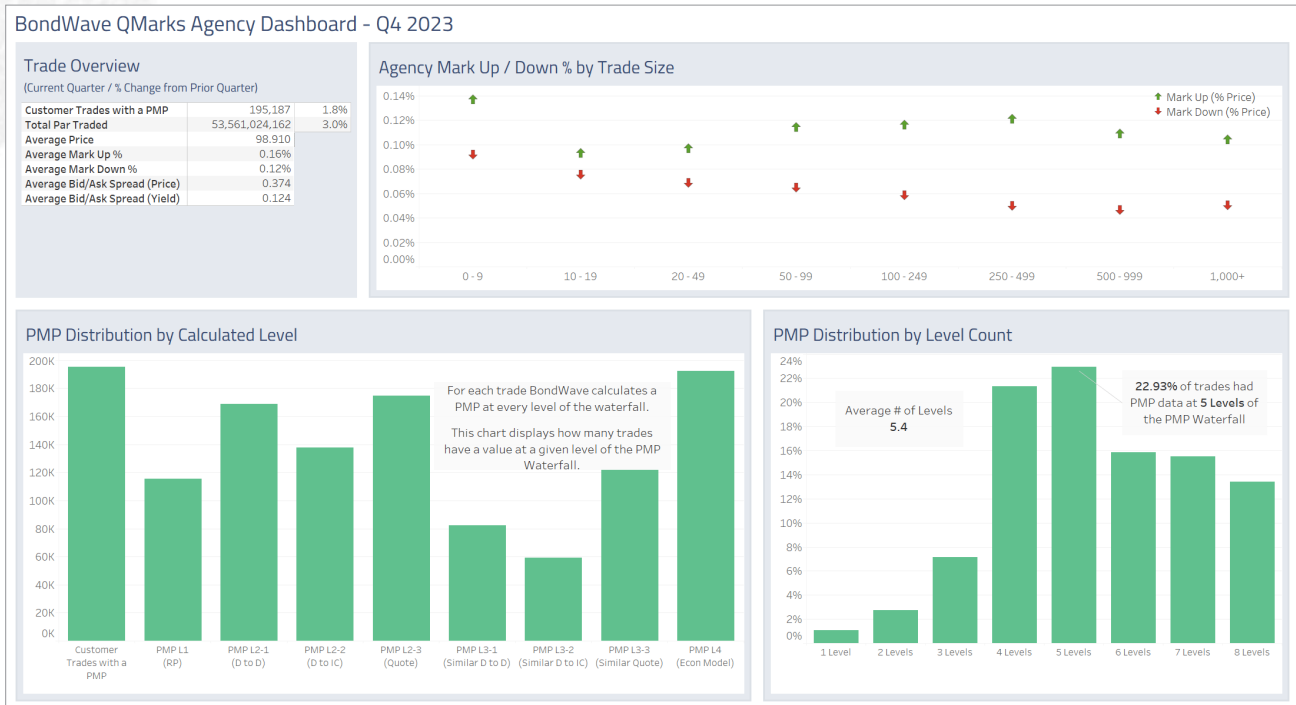 BondWave QMarks Agency Dashboard - Q4 2023
Trade Overview
(Current Quarter / % Change from Prior Quarter)
Customer Trades with a PMP 195,187 1.8%
Total Par Traded 53,561,024,162 3.0%
Average Price 98.910
Average Mark Up % 0.16%
Average Mark Down % 0.12%
Average Bid/Ask Spread (Price) 0.374
Average Bid/Ask Spread (Yield) 0.124
Agency Mark Up / Down % by Trade Size
Mark Up (% Price)
Mark Down (% Price)
0.14%
0.12%
0.10%
0.08%
0.06%
0.04%
0.02%
0.00%
0 - 9 10 - 19 20 - 49 50 - 99 100 - 249 250 - 499 500 - 999 1,000+
PMP Distribution by Calculated Level
For each trade BondWave calculates a
PMP at every level of the waterfall.
This chart displays how many trades
have a value at a given level of the PMP
Waterfall.
200K
180K
160K
140K
120K
100K
80K
60K
40K
20K
0K
Customer PMP L1 PMP L2-1 PMP L2-2 PMP L2-3 PMP L3-1 PMP L3-2 PMP L3-3 PMP L4
Trades with a (RP) (D to D) (D to IC) (Quote) (Similar D to D) (Similar D to IC) (Similar Quote) (Econ Model)
PMP
PMP Distribution by Level Count
Average # of Levels
5.4
22.93% of trades had
PMP data at 5 Levels of
the PMP Waterfall
24%
22%
20%
18%
16%
14%
12%
10%
8%
6%
4%
2%
0%
1 Level 2 Levels 3 Levels 4 Levels 5 Levels 6 Levels 7 Levels 8 Levels